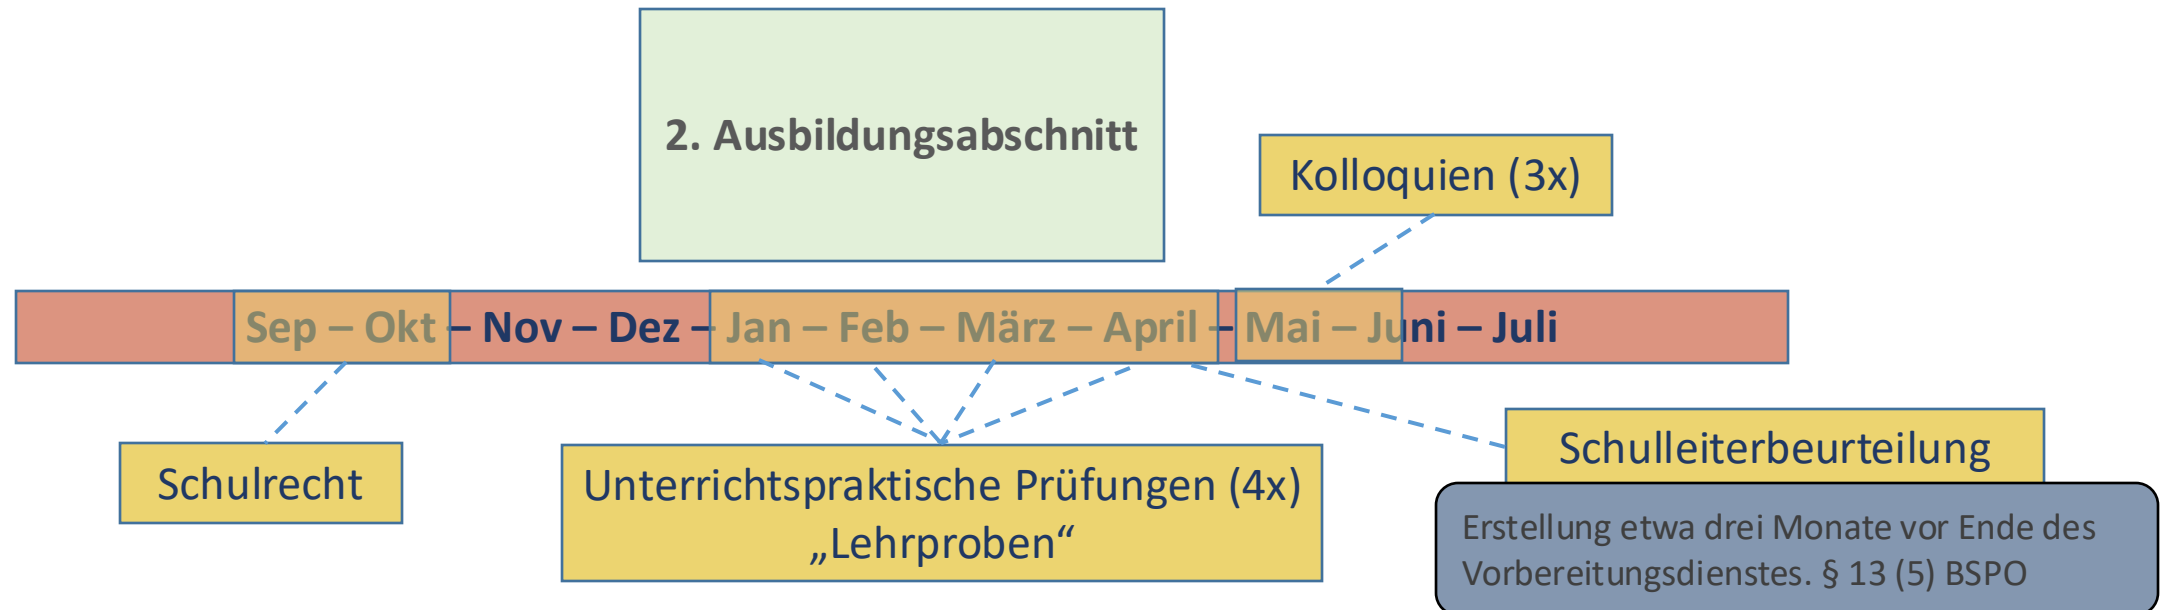 2. Ausbildungsabschnitt
Kolloquien (3x)
Sep – Okt – Nov – Dez – Jan – Feb – März – April – Mai – Juni – Juli
Schulrecht
Unterrichtspraktische Prüfungen (4x)
„Lehrproben“
Schulleiterbeurteilung
Erstellung etwa drei Monate vor Ende des
Vorbereitungsdienstes. § 13 (5) BSPO